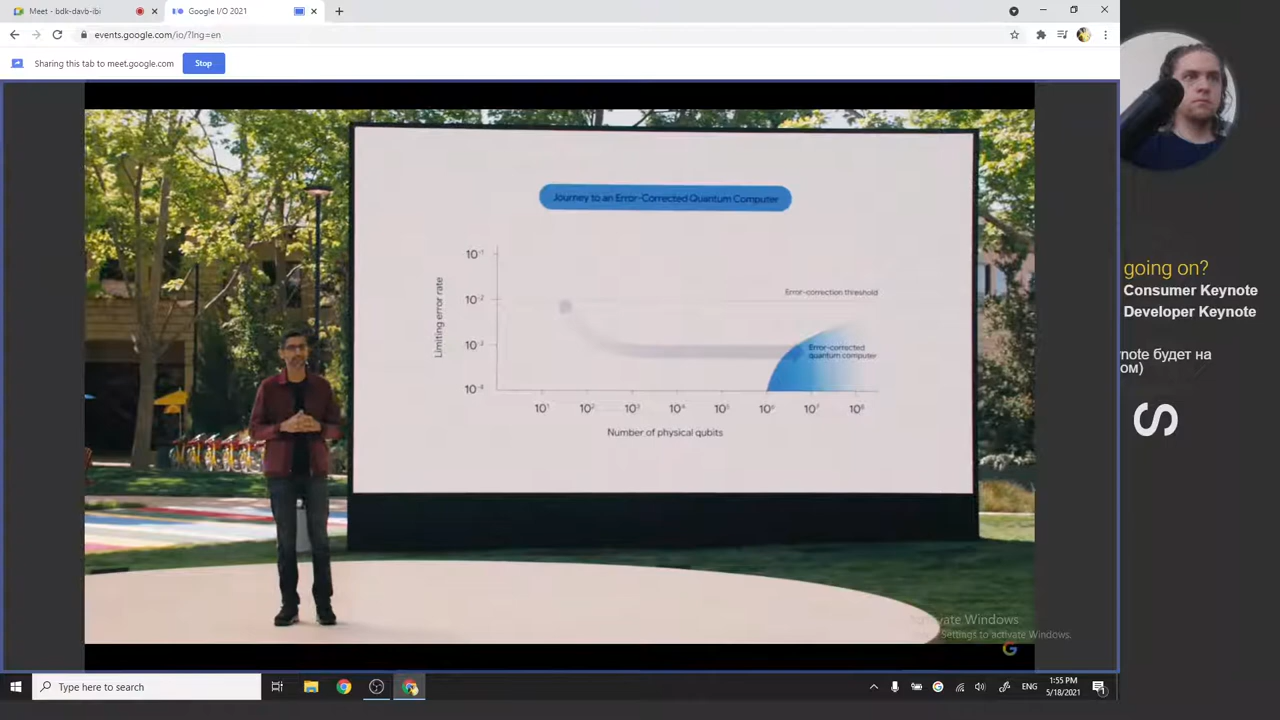 Meet - bdk-davb-ibi
Google I/O 2021
events.google.com/io/?lng=en
Sharing this tab to meet.google.com
Stop
Journey to an Error-Corrected Quantum Computer
10⁻¹
10⁻²
10⁻³
10⁻⁴
Limiting error rate
Error-correction threshold
Error-corrected
quantum computer
10¹ 10² 10³ 10⁴ 10⁵ 10⁶ 10⁷ 10⁸
Number of physical qubits
going on?
Consumer Keynote
Developer Keynote
note будет на
ом)
S
Activate Windows
Settings to activate Windows.
G
Type here to search
ENG
1:55 PM
5/18/2021